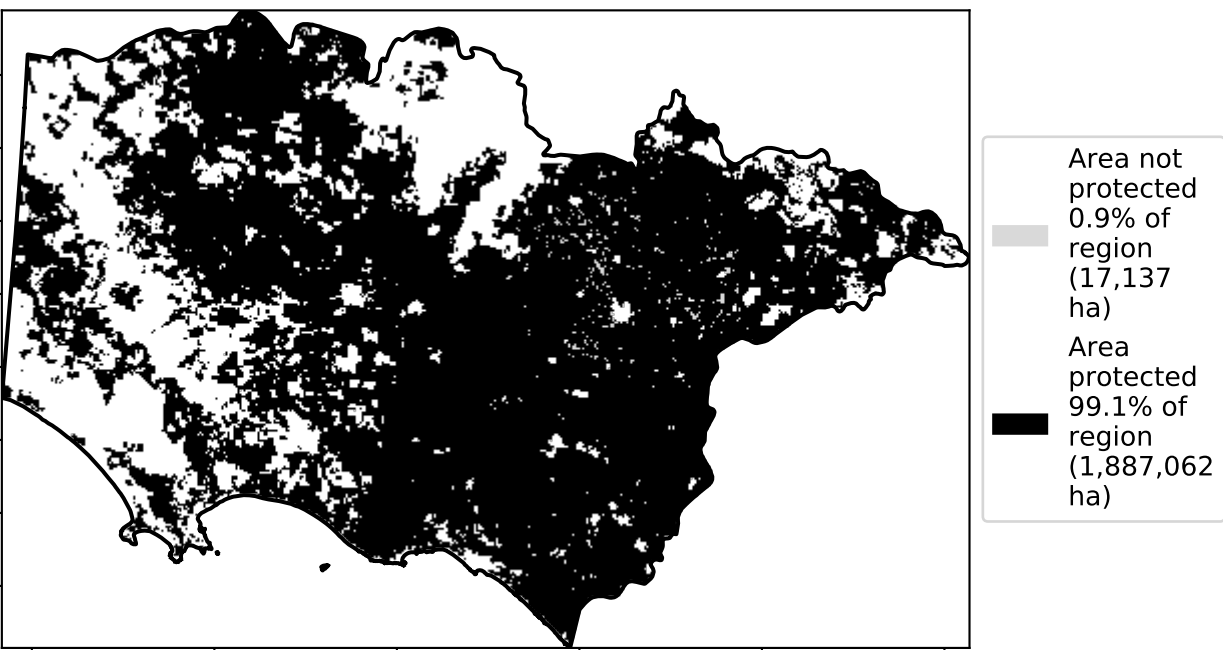 Area not
protected
0.9% of
region
(17,137
ha)
Area
protected
99.1% of
region
(1,887,062
ha)